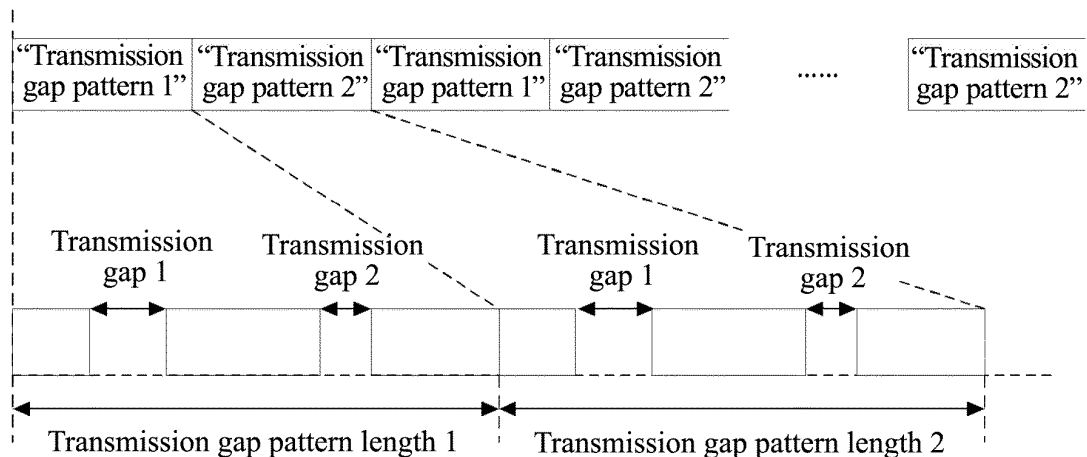 “Transmission gap pattern 1”
“Transmission gap pattern 2”
“Transmission gap pattern 1”
“Transmission gap pattern 2”
......
“Transmission gap pattern 2”
Transmission gap 1
Transmission gap 2
Transmission gap 1
Transmission gap 2
Transmission gap pattern length 1
Transmission gap pattern length 2